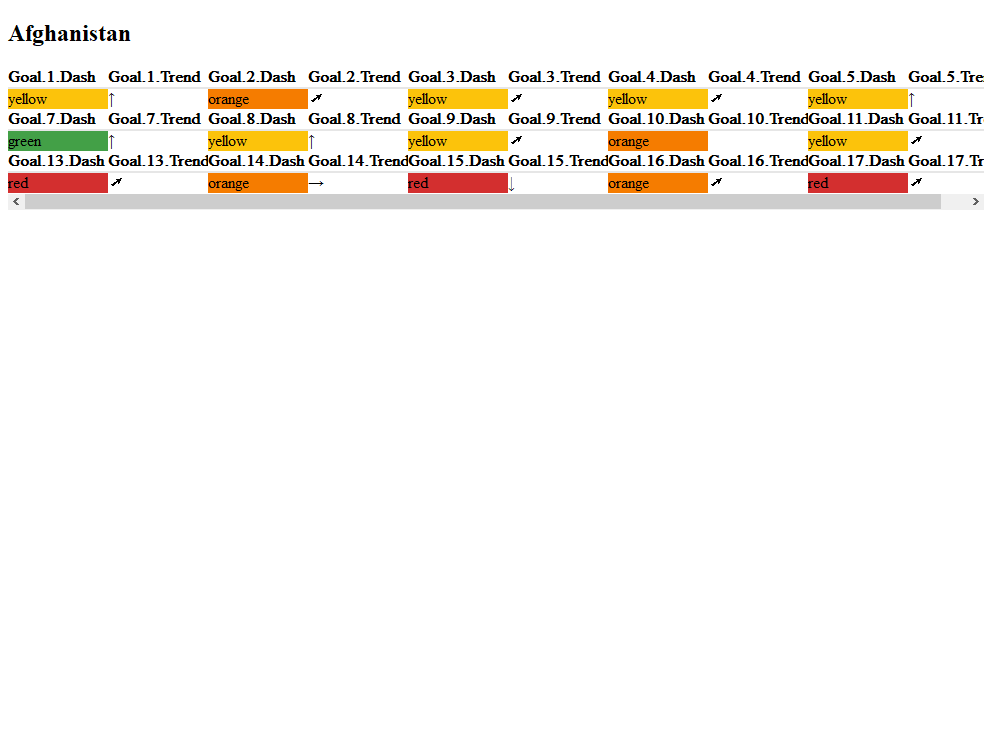 Afghanistan
Goal.1.Dash Goal.1.Trend Goal.2.Dash Goal.2.Trend Goal.3.Dash Goal.3.Trend Goal.4.Dash Goal.4.Trend Goal.5.Dash Goal.5.Tre
yellow ↑ orange ➚ yellow ➚ yellow ➚ yellow ↑
Goal.7.Dash Goal.7.Trend Goal.8.Dash Goal.8.Trend Goal.9.Dash Goal.9.Trend Goal.10.Dash Goal.10.Trend Goal.11.Dash Goal.11.Tr
green ↑ yellow ↑ yellow ➚ orange yellow ➚
Goal.13.Dash Goal.13.Trend Goal.14.Dash Goal.14.Trend Goal.15.Dash Goal.15.Trend Goal.16.Dash Goal.16.Trend Goal.17.Dash Goal.17.Tr
red ➚ orange → red ↓ orange ➚ red ➚